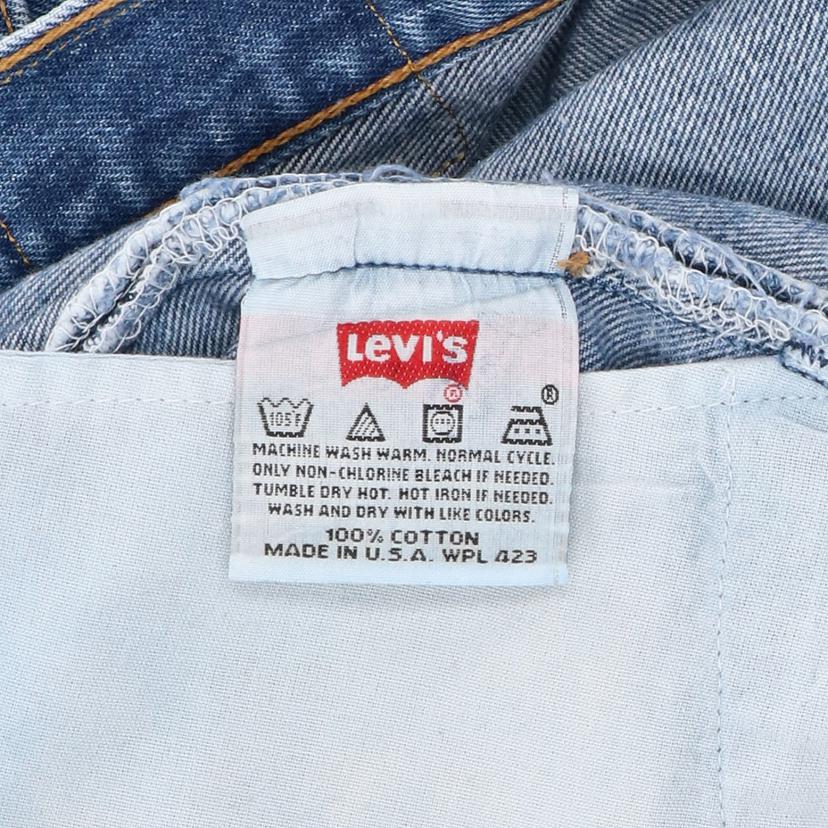 LEVI'S
®
105°F ®
MACHINE WASH WARM. NORMAL CYCLE.
ONLY NON-CHLORINE BLEACH IF NEEDED.
TUMBLE DRY HOT. HOT IRON IF NEEDED.
WASH AND DRY WITH LIKE COLORS.
100% COTTON
MADE IN U.S.A. WPL 423